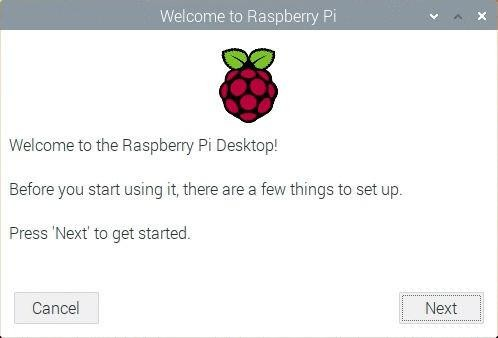 Welcome to Raspberry Pi
Welcome to the Raspberry Pi Desktop!
Before you start using it, there are a few things to set up.
Press 'Next' to get started.
Cancel
Next